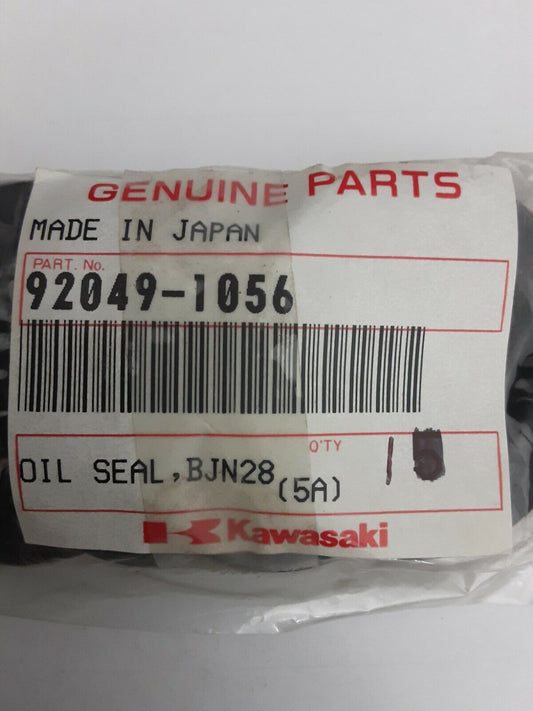 GENUINE PARTS
MADE IN JAPAN
PART. No.
92049-1056
Q'TY
OIL SEAL,BJN28 (5A)
1
Kawasaki